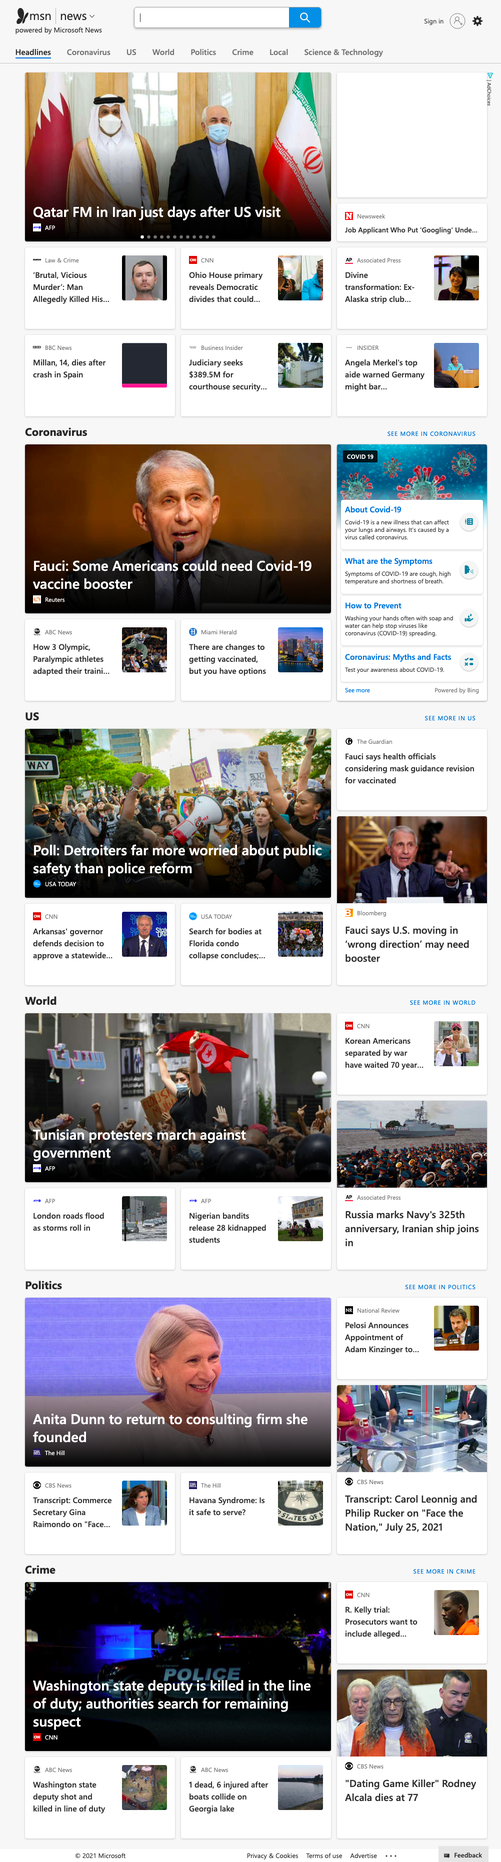 msn | news
powered by Microsoft News
Sign in
Headlines
Coronavirus
US
World
Politics
Crime
Local
Science & Technology
Qatar FM in Iran just days after US visit
AFP
AdChoices
Newsweek
Job Applicant Who Put 'Googling' Unde...
Law & Crime
'Brutal, Vicious
Murder': Man
Allegedly Killed His...
CNN
Ohio House primary
reveals Democratic
divides that could...
Associated Press
Divine
transformation: Ex-
Alaska strip club...
BBC News
Millan, 14, dies after
crash in Spain
Business Insider
Judiciary seeks
$389.5M for
courthouse security...
INSIDER
Angela Merkel's top
aide warned Germany
might bar...
Coronavirus
SEE MORE IN CORONAVIRUS
Fauci: Some Americans could need Covid-19
vaccine booster
Reuters
COVID 19
About Covid-19
Covid-19 is a new illness that can affect
your lungs and airways. It's caused by a
virus called coronavirus.
What are the Symptoms
Symptoms of COVID-19 are cough, high
temperature and shortness of breath.
How to Prevent
Washing your hands often with soap and
water can help stop viruses like
coronavirus (COVID-19) spreading.
Coronavirus: Myths and Facts
Test your awareness about COVID-19.
See more
Powered by Bing
ABC News
How 3 Olympic,
Paralympic athletes
adapted their traini...
Miami Herald
There are changes to
getting vaccinated,
but you have options
US
SEE MORE IN US
WAY
Poll: Detroiters far more worried about public
safety than police reform
USA TODAY
The Guardian
Fauci says health officials
considering mask guidance revision
for vaccinated
Bloomberg
Fauci says U.S. moving in
'wrong direction' may need
booster
CNN
Arkansas' governor
defends decision to
approve a statewide...
USA TODAY
Search for bodies at
Florida condo
collapse concludes;...
World
SEE MORE IN WORLD
Tunisian protesters march against
government
AFP
CNN
Korean Americans
separated by war
have waited 70 year...
Associated Press
Russia marks Navy's 325th
anniversary, Iranian ship joins
in
AFP
London roads flood
as storms roll in
AFP
Nigerian bandits
release 28 kidnapped
students
Politics
SEE MORE IN POLITICS
Anita Dunn to return to consulting firm she
founded
The Hill
National Review
Pelosi Announces
Appointment of
Adam Kinzinger to...
CBS News
Transcript: Carol Leonnig and
Philip Rucker on "Face the
Nation," July 25, 2021
CBS News
Transcript: Commerce
Secretary Gina
Raimondo on "Face...
The Hill
Havana Syndrome: Is
it safe to serve?
Crime
SEE MORE IN CRIME
POLICE
Washington state deputy is killed in the line
of duty; authorities search for remaining
suspect
CNN
CNN
R. Kelly trial:
Prosecutors want to
include alleged...
CBS News
"Dating Game Killer" Rodney
Alcala dies at 77
ABC News
Washington state
deputy shot and
killed in line of duty
ABC News
1 dead, 6 injured after
boats collide on
Georgia lake
© 2021 Microsoft
Privacy & Cookies
Terms of use
Advertise
Feedback